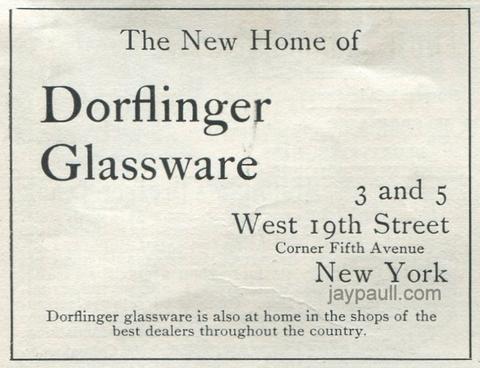 The New Home of
Dorflinger
Glassware
3 and 5
West 19th Street
Corner Fifth Avenue
New York
jaypaull.com
Dorflinger glassware is also at home in the shops of the
best dealers throughout the country.